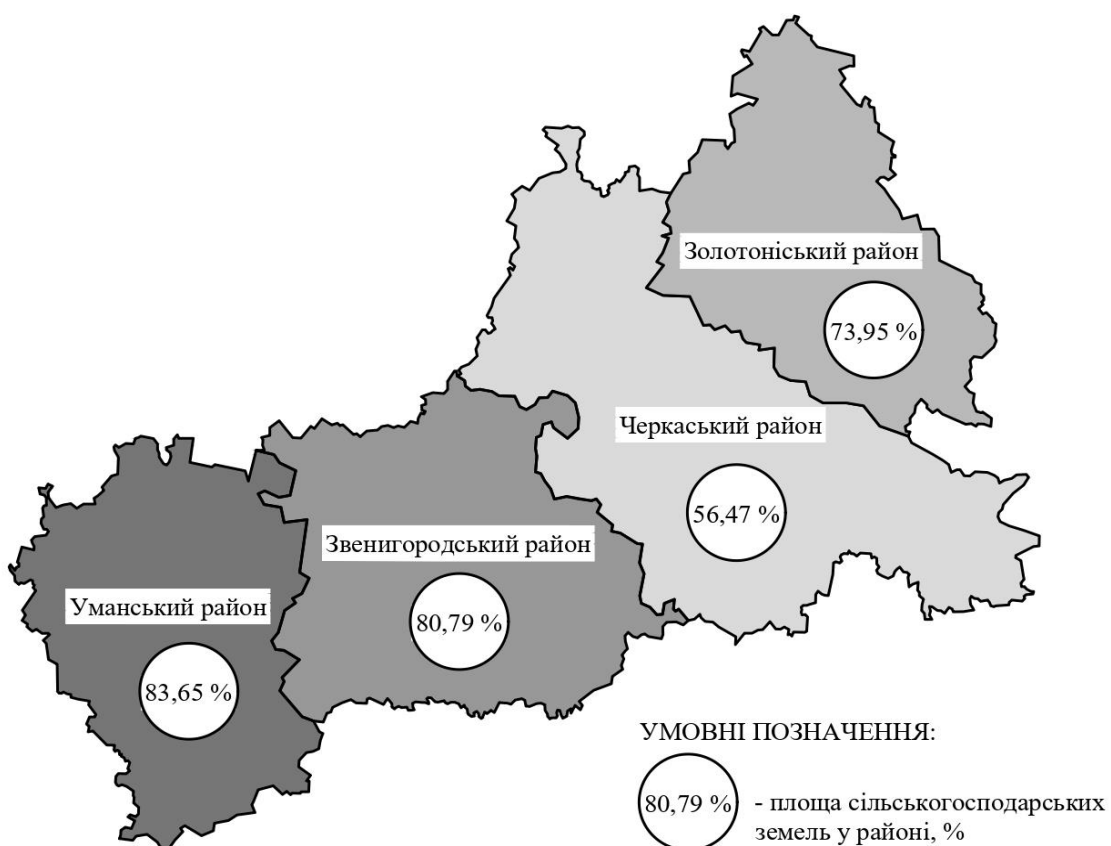 Золотоніський район
73,95 %
Черкаський район
56,47 %
Звенигородський район
80,79 %
Уманський район
83,65 %
УМОВНІ ПОЗНАЧЕННЯ:
80,79 %
- площа сільськогосподарських
земель у районі, %